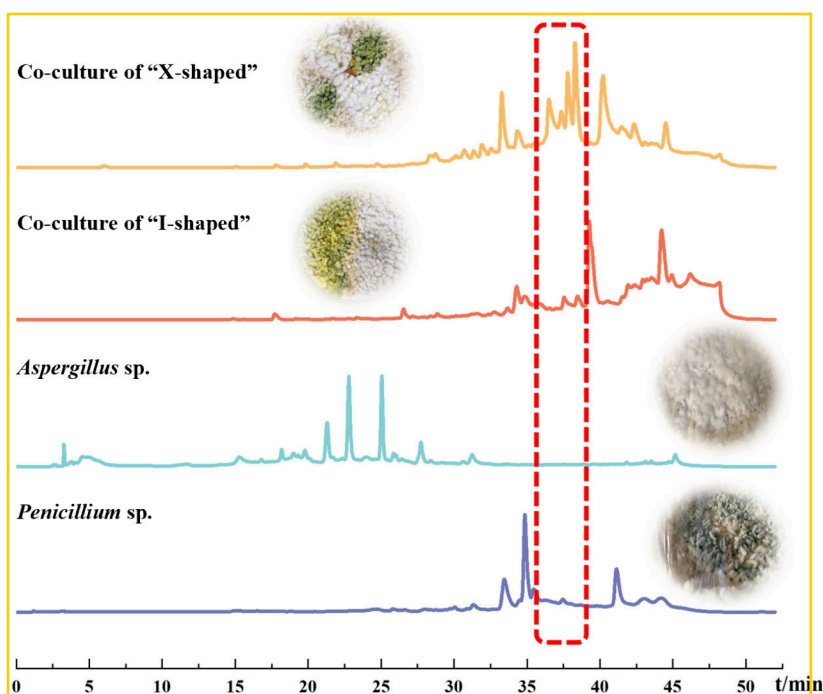 Co-culture of “X-shaped”
Co-culture of “I-shaped”
Aspergillus sp.
Penicillium sp.
0 5 10 15 20 25 30 35 40 45 50 t/min